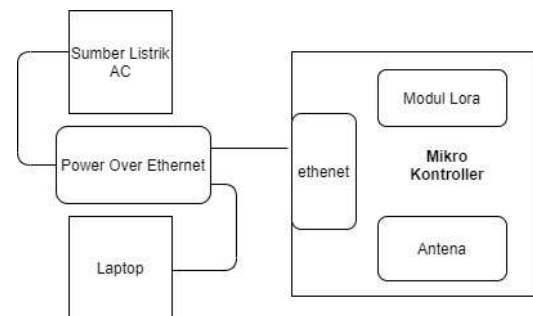 Sumber Listrik
AC
Power Over Ethernet
Laptop
ethenet
Modul Lora
Mikro
Kontroller
Antena